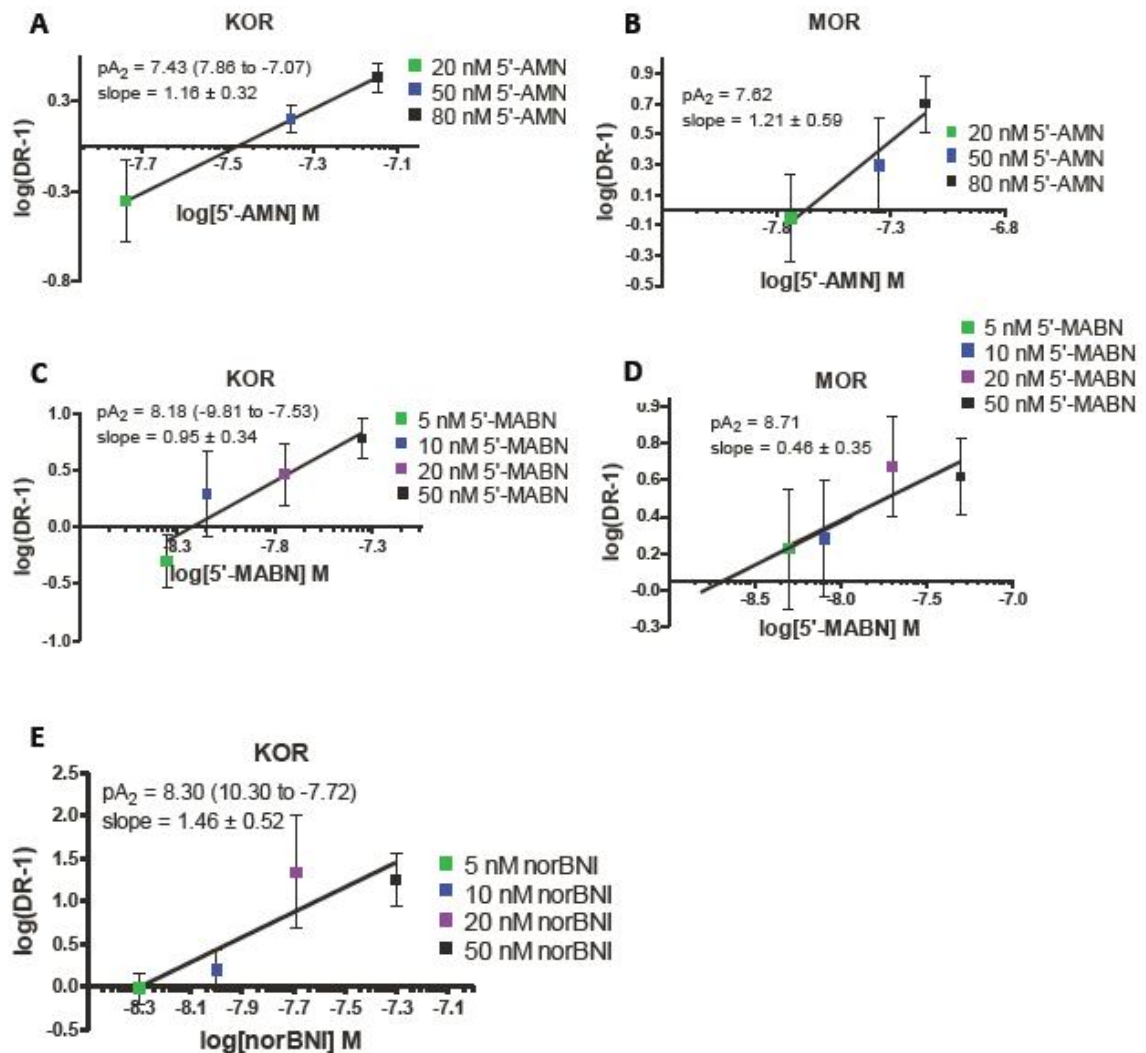 A
KOR
pA2 = 7.43 (7.86 to -7.07)
slope = 1.16 ± 0.32
20 nM 5'-AMN
50 nM 5'-AMN
80 nM 5'-AMN
log(DR-1)
0.3
-0.3
-0.8
-7.7
-7.5
-7.3
-7.1
log[5'-AMN] M
B
MOR
pA2 = 7.62
slope = 1.21 ± 0.59
20 nM 5'-AMN
50 nM 5'-AMN
80 nM 5'-AMN
log(DR-1)
0.9
0.7
0.5
0.3
0.1
-0.1
-0.3
-0.5
-7.8
-7.3
-6.8
log[5'-AMN] M
C
KOR
pA2 = 8.18 (-9.81 to -7.53)
slope = 0.95 ± 0.34
5 nM 5'-MABN
10 nM 5'-MABN
20 nM 5'-MABN
50 nM 5'-MABN
log(DR-1)
1.0
0.5
0.0
-0.5
-1.0
-8.3
-7.8
-7.3
log[5'-MABN] M
5 nM 5'-MABN
10 nM 5'-MABN
20 nM 5'-MABN
50 nM 5'-MABN
D
MOR
pA2 = 8.71
slope = 0.46 ± 0.35
log(DR-1)
0.9
0.6
0.4
0.2
-0.0
-0.3
-8.5
-8.0
-7.5
-7.0
log[5'-MABN] M
E
KOR
pA2 = 8.30 (10.30 to -7.72)
slope = 1.46 ± 0.52
5 nM norBNI
10 nM norBNI
20 nM norBNI
50 nM norBNI
log(DR-1)
2.5
2.0
1.5
1.0
0.5
0.0
-0.5
-8.3
-8.1
-7.9
-7.7
-7.5
-7.3
-7.1
log[norBNI] M